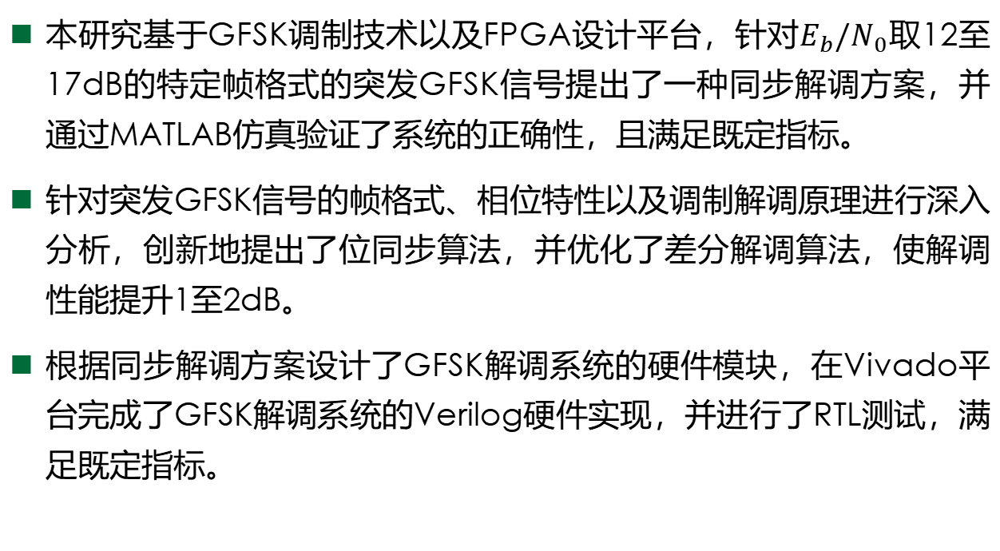 ■ 本研究基于GFSK调制技术以及FPGA设计平台，针对E_b/N_0取12至
17dB的特定帧格式的突发GFSK信号提出了一种同步解调方案，并
通过MATLAB仿真验证了系统的正确性，且满足既定指标。
■ 针对突发GFSK信号的帧格式、相位特性以及调制解调原理进行深入
分析，创新地提出了位同步算法，并优化了差分解调算法，使解调
性能提升1至2dB。
■ 根据同步解调方案设计了GFSK解调系统的硬件模块，在Vivado平
台完成了GFSK解调系统的Verilog硬件实现，并进行了RTL测试，满
足既定指标。